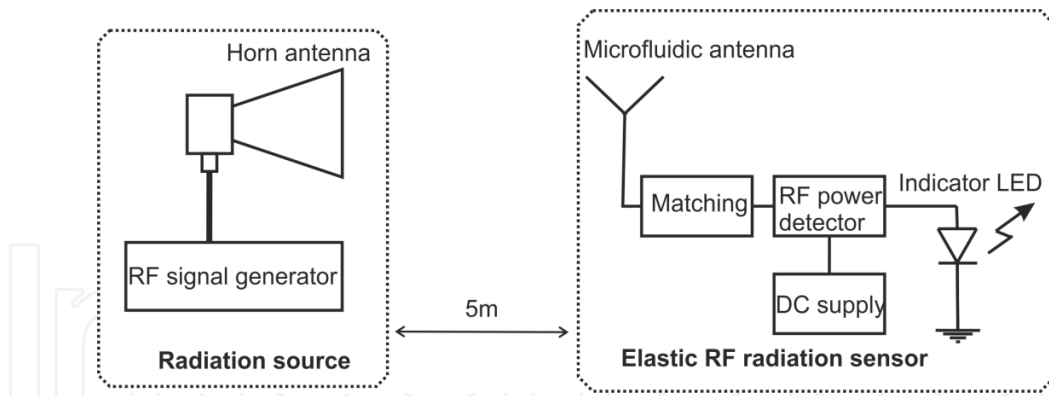 Horn antenna
RF signal generator
Radiation source
5m
Microfluidic antenna
Matching
RF power
detector
Indicator LED
DC supply
Elastic RF radiation sensor